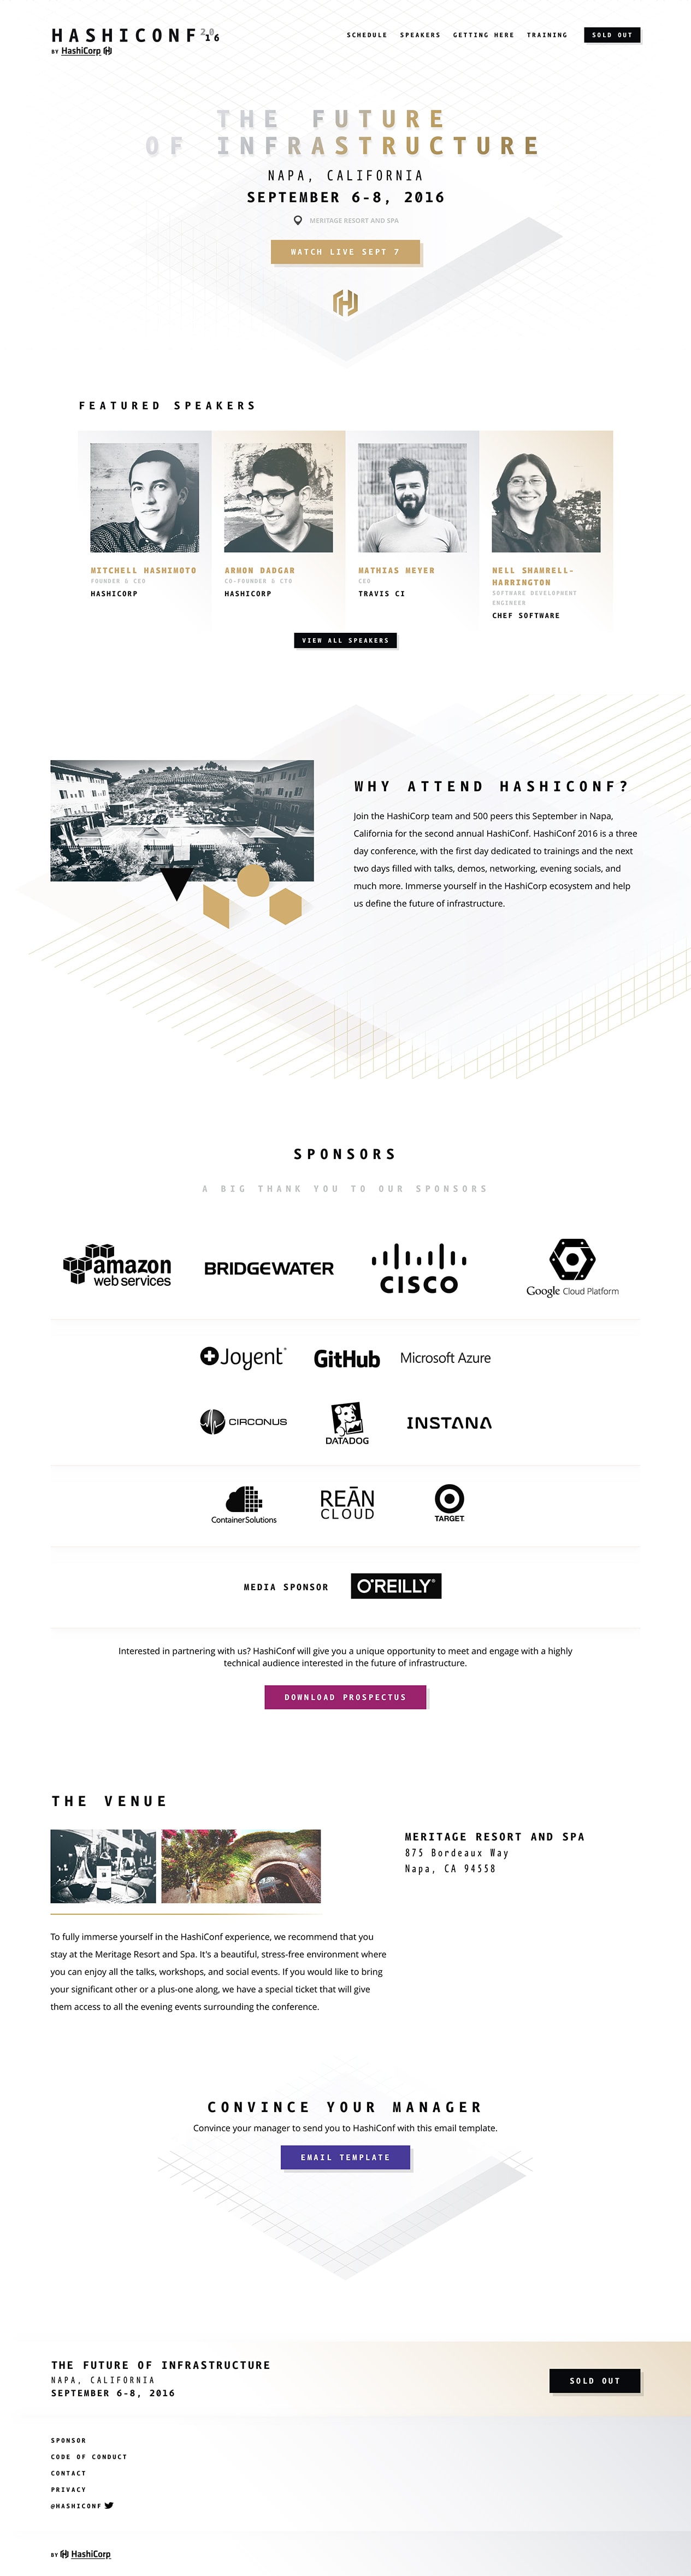 HASHICONF 2016
BY HashiCorp
SCHEDULE SPEAKERS GETTING HERE TRAINING SOLD OUT
THE FUTURE
OF INFRASTRUCTURE
NAPA, CALIFORNIA
SEPTEMBER 6-8, 2016
MERITAGE RESORT AND SPA
WATCH LIVE SEPT 7
FEATURED SPEAKERS
MITCHELL HASHIMOTO
FOUNDER & CEO
HASHICORP
ARMON DADGAR
CO-FOUNDER & CTO
HASHICORP
MATHIAS MEYER
CEO
TRAVIS CI
NELL SHAMRELL-
HARRINGTON
SOFTWARE DEVELOPMENT
ENGINEER
CHEF SOFTWARE
VIEW ALL SPEAKERS
WHY ATTEND HASHICONF?
Join the HashiCorp team and 500 peers this September in Napa,
California for the second annual HashiConf. HashiConf 2016 is a three
day conference, with the first day dedicated to trainings and the next
two days filled with talks, demos, networking, evening socials, and
much more. Immerse yourself in the HashiCorp ecosystem and help
us define the future of infrastructure.
SPONSORS
A BIG THANK YOU TO OUR SPONSORS
amazon
web services
BRIDGEWATER
CISCO
Google Cloud Platform
Joyent
GitHub
Microsoft Azure
CIRCONUS
DATADOG
INSTANA
ContainerSolutions
REĀN
CLOUD
TARGET
MEDIA SPONSOR
O'REILLY®
Interested in partnering with us? HashiConf will give you a unique opportunity to meet and engage with a highly
technical audience interested in the future of infrastructure.
DOWNLOAD PROSPECTUS
THE VENUE
MERITAGE RESORT AND SPA
875 Bordeaux Way
Napa, CA 94558
To fully immerse yourself in the HashiConf experience, we recommend that you
stay at the Meritage Resort and Spa. It's a beautiful, stress-free environment where
you can enjoy all the talks, workshops, and social events. If you would like to bring
your significant other or a plus-one along, we have a special ticket that will give
them access to all the evening events surrounding the conference.
CONVINCE YOUR MANAGER
Convince your manager to send you to HashiConf with this email template.
EMAIL TEMPLATE
THE FUTURE OF INFRASTRUCTURE
NAPA, CALIFORNIA
SEPTEMBER 6-8, 2016
SOLD OUT
SPONSOR
CODE OF CONDUCT
CONTACT
PRIVACY
@HASHICONF
BY HashiCorp